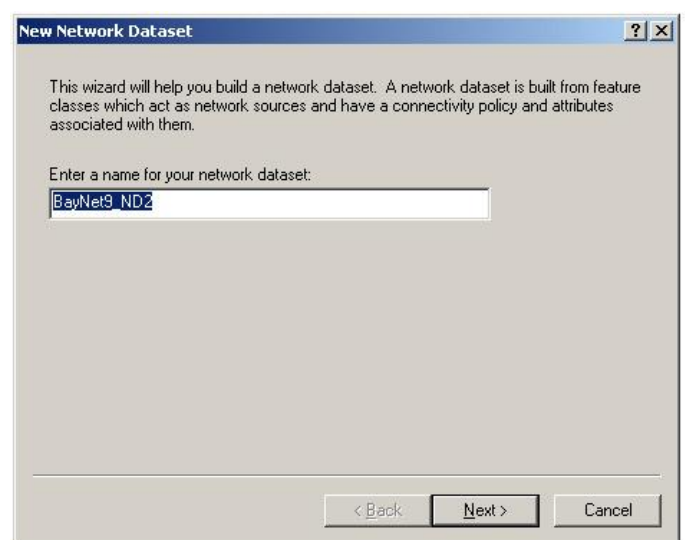 New Network Dataset
This wizard will help you build a network dataset. A network dataset is built from feature
classes which act as network sources and have a connectivity policy and attributes
associated with them.
Enter a name for your network dataset:
BayNet9_ND2
< Back Next > Cancel